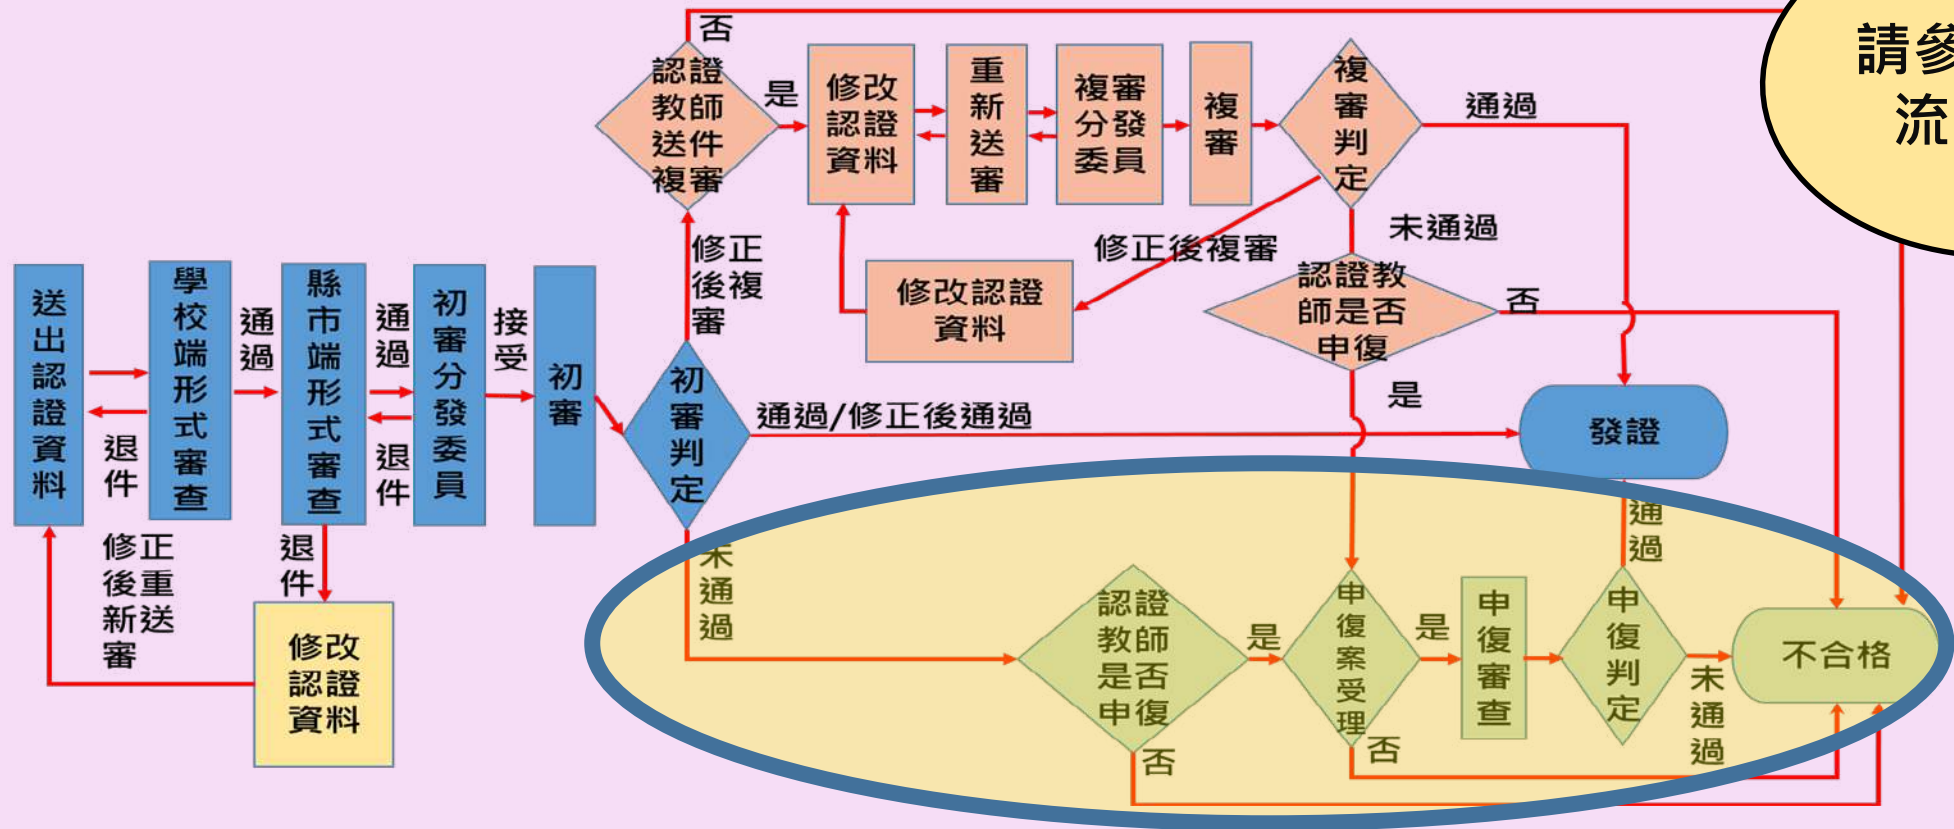 否
請參
流
認證
教師
送件
複審
是
修改
認證
資料
重新送審
複審
分發
委員
複審
複審判定
通過
未通過
修正後複審
修正
後複
審
修改認證
資料
認證教
師是否
申復
否
是
送出認證資料
學校端形式審查
通過
退件
縣市端形式審查
通過
退件
初審分發委員
接受
初審
初審判定
通過/修正後通過
發證
修正
後重
新送
審
退件
修改
認證
資料
未通過
認證
教師
是否
申復
是
否
申復案受理
是
否
申復審查
申復判定
通過
未通過
不合格